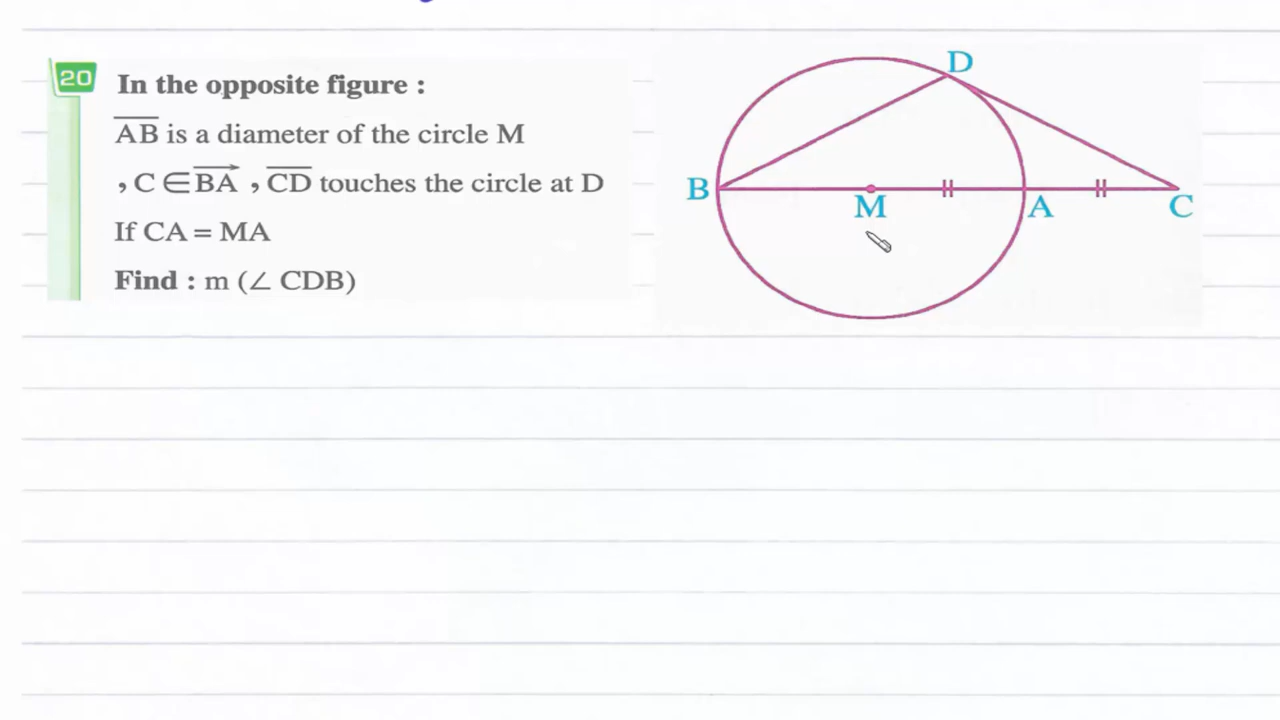 20 In the opposite figure :
AB is a diameter of the circle M
, C ∈ BA , CD touches the circle at D
If CA = MA
Find : m (∠ CDB)
D
B
M
A
C